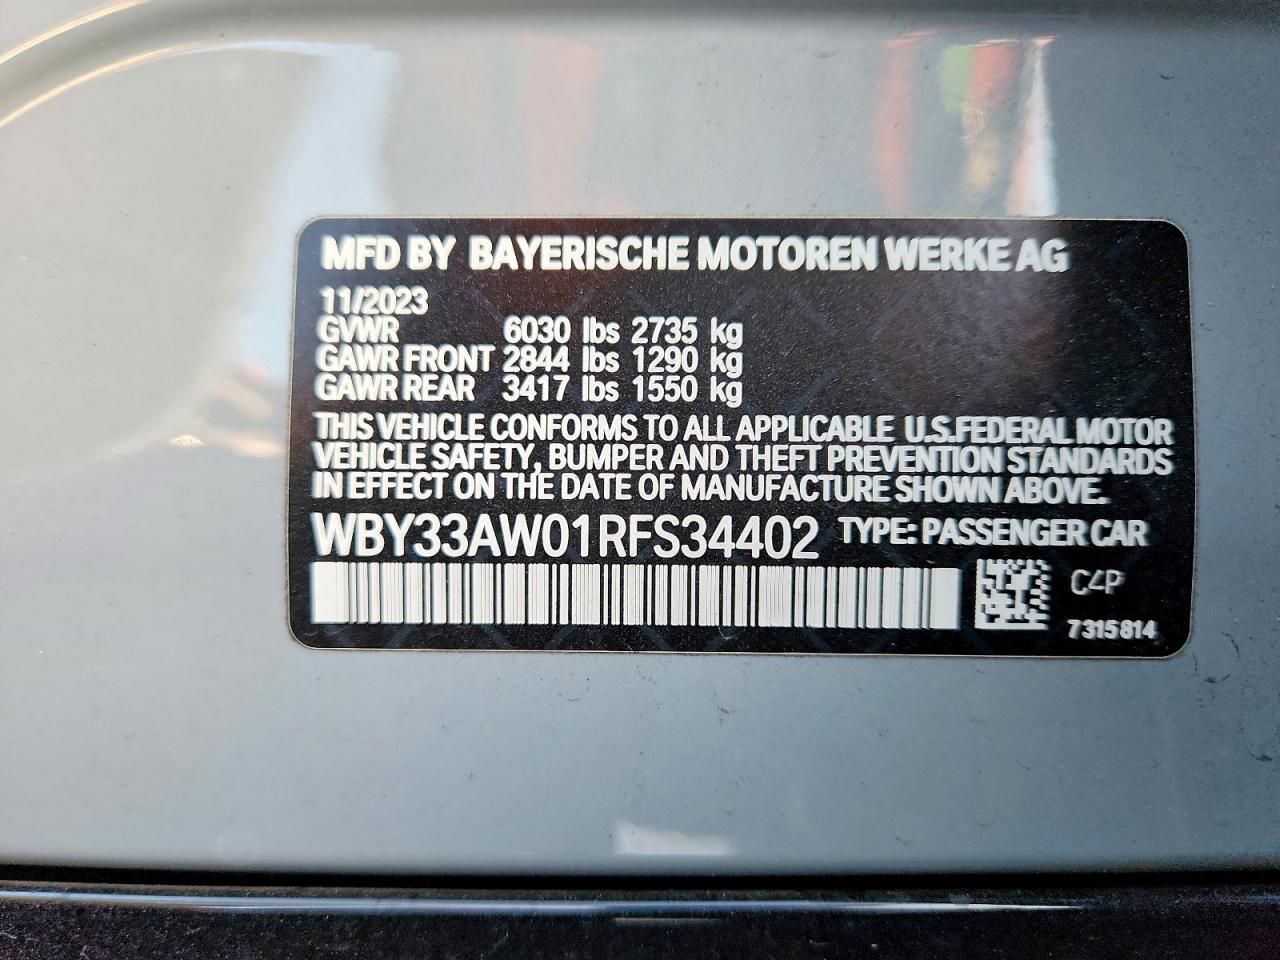 MFD BY BAYERISCHE MOTOREN WERKE AG
11/2023
GVWR 6030 lbs 2735 kg
GAWR FRONT 2844 lbs 1290 kg
GAWR REAR 3417 lbs 1550 kg
THIS VEHICLE CONFORMS TO ALL APPLICABLE U.S.FEDERAL MOTOR
VEHICLE SAFETY, BUMPER AND THEFT PREVENTION STANDARDS
IN EFFECT ON THE DATE OF MANUFACTURE SHOWN ABOVE.
WBY33AW01RFS34402 TYPE: PASSENGER CAR
C4P
7315814